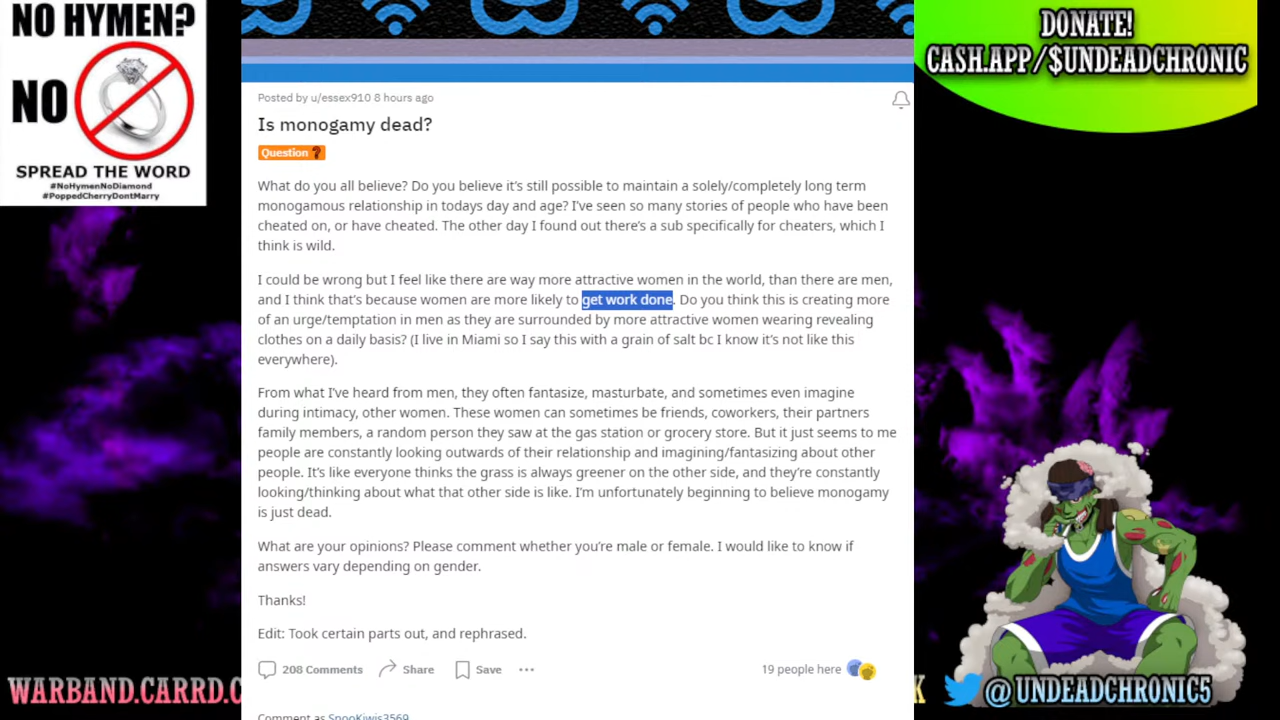 NO HYMEN?
NO
SPREAD THE WORD
#NoHymenNoDiamond
#PoppedCherryDontMarry
DONATE!
CASH.APP/$UNDEADCHRONIC
Posted by u/essex910 8 hours ago
Is monogamy dead?
Question ?
What do you all believe? Do you believe it's still possible to maintain a solely/completely long term
monogamous relationship in todays day and age? I've seen so many stories of people who have been
cheated on, or have cheated. The other day I found out there's a sub specifically for cheaters, which I
think is wild.
I could be wrong but I feel like there are way more attractive women in the world, than there are men,
and I think that's because women are more likely to get work done. Do you think this is creating more
of an urge/temptation in men as they are surrounded by more attractive women wearing revealing
clothes on a daily basis? (I live in Miami so I say this with a grain of salt bc I know it's not like this
everywhere).
From what I've heard from men, they often fantasize, masturbate, and sometimes even imagine
during intimacy, other women. These women can sometimes be friends, coworkers, their partners
family members, a random person they saw at the gas station or grocery store. But it just seems to me
people are constantly looking outwards of their relationship and imagining/fantasizing about other
people. It's like everyone thinks the grass is always greener on the other side, and they're constantly
looking/thinking about what that other side is like. I'm unfortunately beginning to believe monogamy
is just dead.
What are your opinions? Please comment whether you're male or female. I would like to know if
answers vary depending on gender.
Thanks!
Edit: Took certain parts out, and rephrased.
208 Comments Share Save ••• 19 people here
WARBAND.CARRD.C
K
@UNDEADCHRONIC5
Comment as SnooKiwis3569